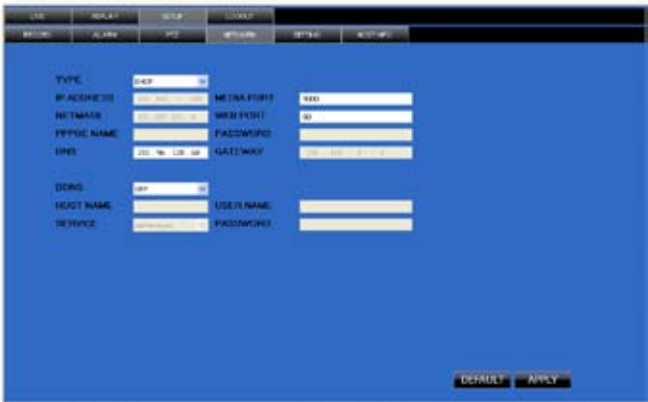 LIVE REPLAY SETUP LOGOUT
RECORD ALARM PTZ NETWORK SETTING HOST INFO
TYPE DHCP
IP ADDRESS MEDIA PORT 9000
NETMASK WEB PORT 80
PPPOE NAME PASSWORD
DNS GATEWAY
DDNS OFF
HOST NAME USER NAME
SERVICE PASSWORD
DEFAULT APPLY